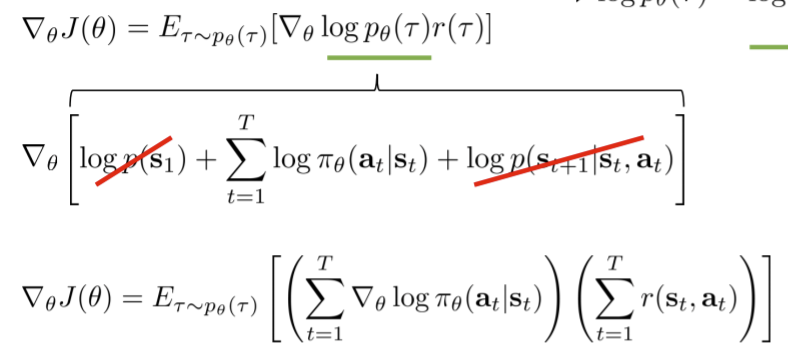 ∇_θ J(θ) = E_{τ∼p_θ(τ)}[∇_θ log p_θ(τ)r(τ)]
∇_θ [log p(s_1) + ∑_{t=1}^{T} log π_θ(a_t|s_t) + log p(s_{t+1}|s_t, a_t)]
∇_θ J(θ) = E_{τ∼p_θ(τ)} [(∑_{t=1}^{T} ∇_θ log π_θ(a_t|s_t)) (∑_{t=1}^{T} r(s_t, a_t))]